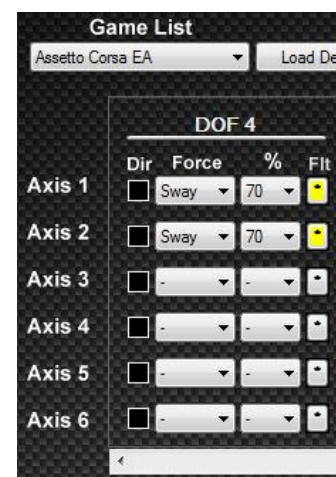 Game List
Assetto Corsa EA Load De
DOF 4
Dir Force % Flt
Axis 1 Sway 70 *
Axis 2 Sway 70 *
Axis 3 - - *
Axis 4 - - *
Axis 5 - - *
Axis 6 - - *